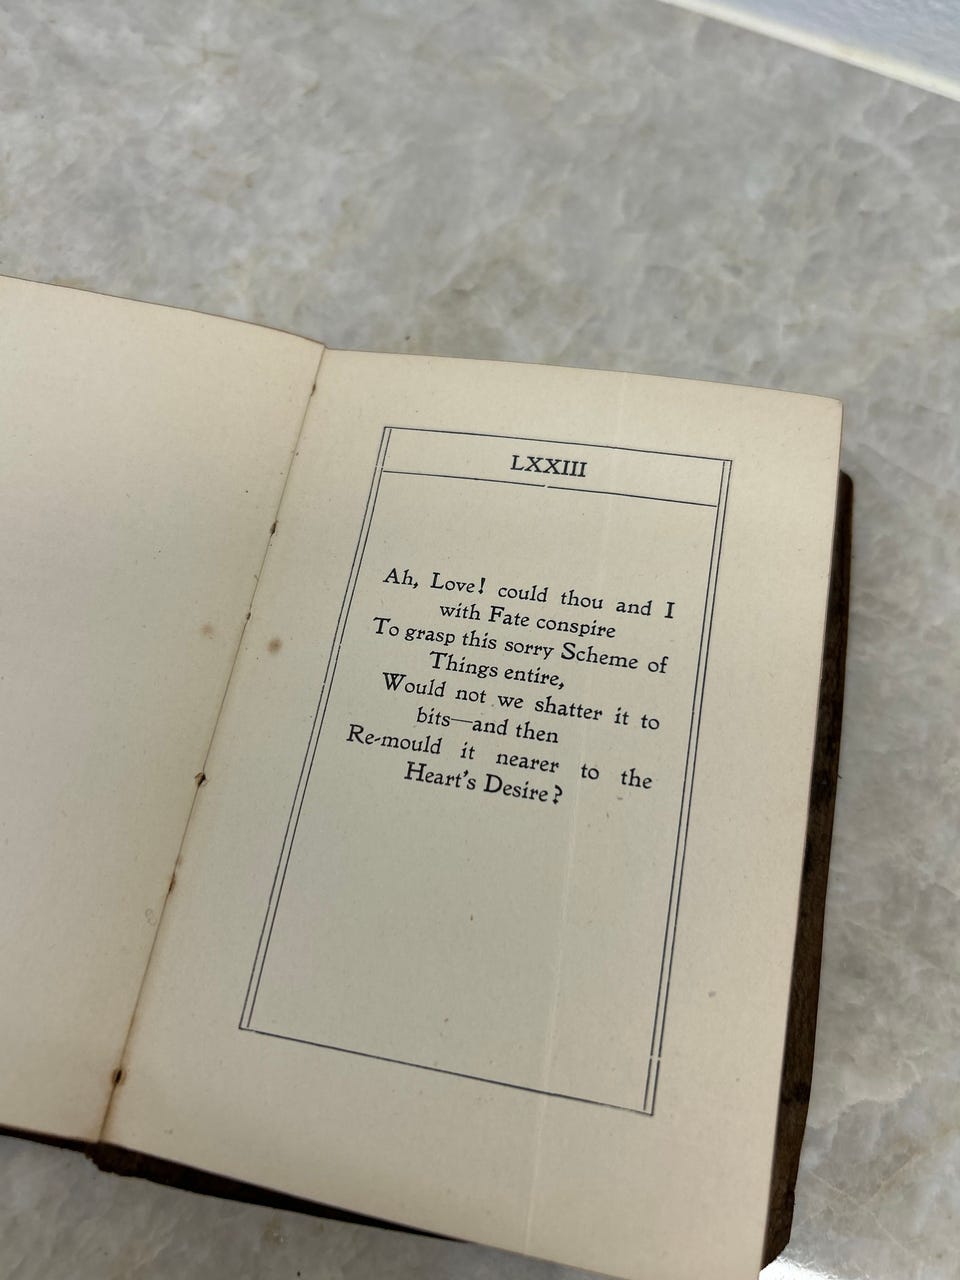 LXXIII
Ah, Love! could thou and I
with Fate conspire
To grasp this sorry Scheme of
Things entire,
Would not we shatter it to
bits—and then
Re-mould it nearer to the
Heart's Desire?